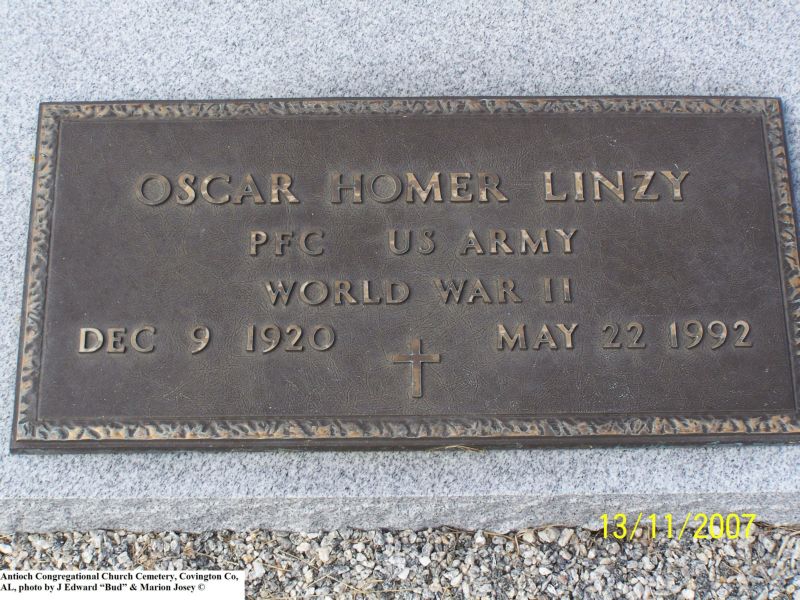 OSCAR HOMER LINZY
PFC US ARMY
WORLD WAR II
DEC 9 1920 MAY 22 1992
13/11/2007
Antioch Congregational Church Cemetery, Covington Co,
AL, photo by J Edward “Bud” & Marion Josey ©